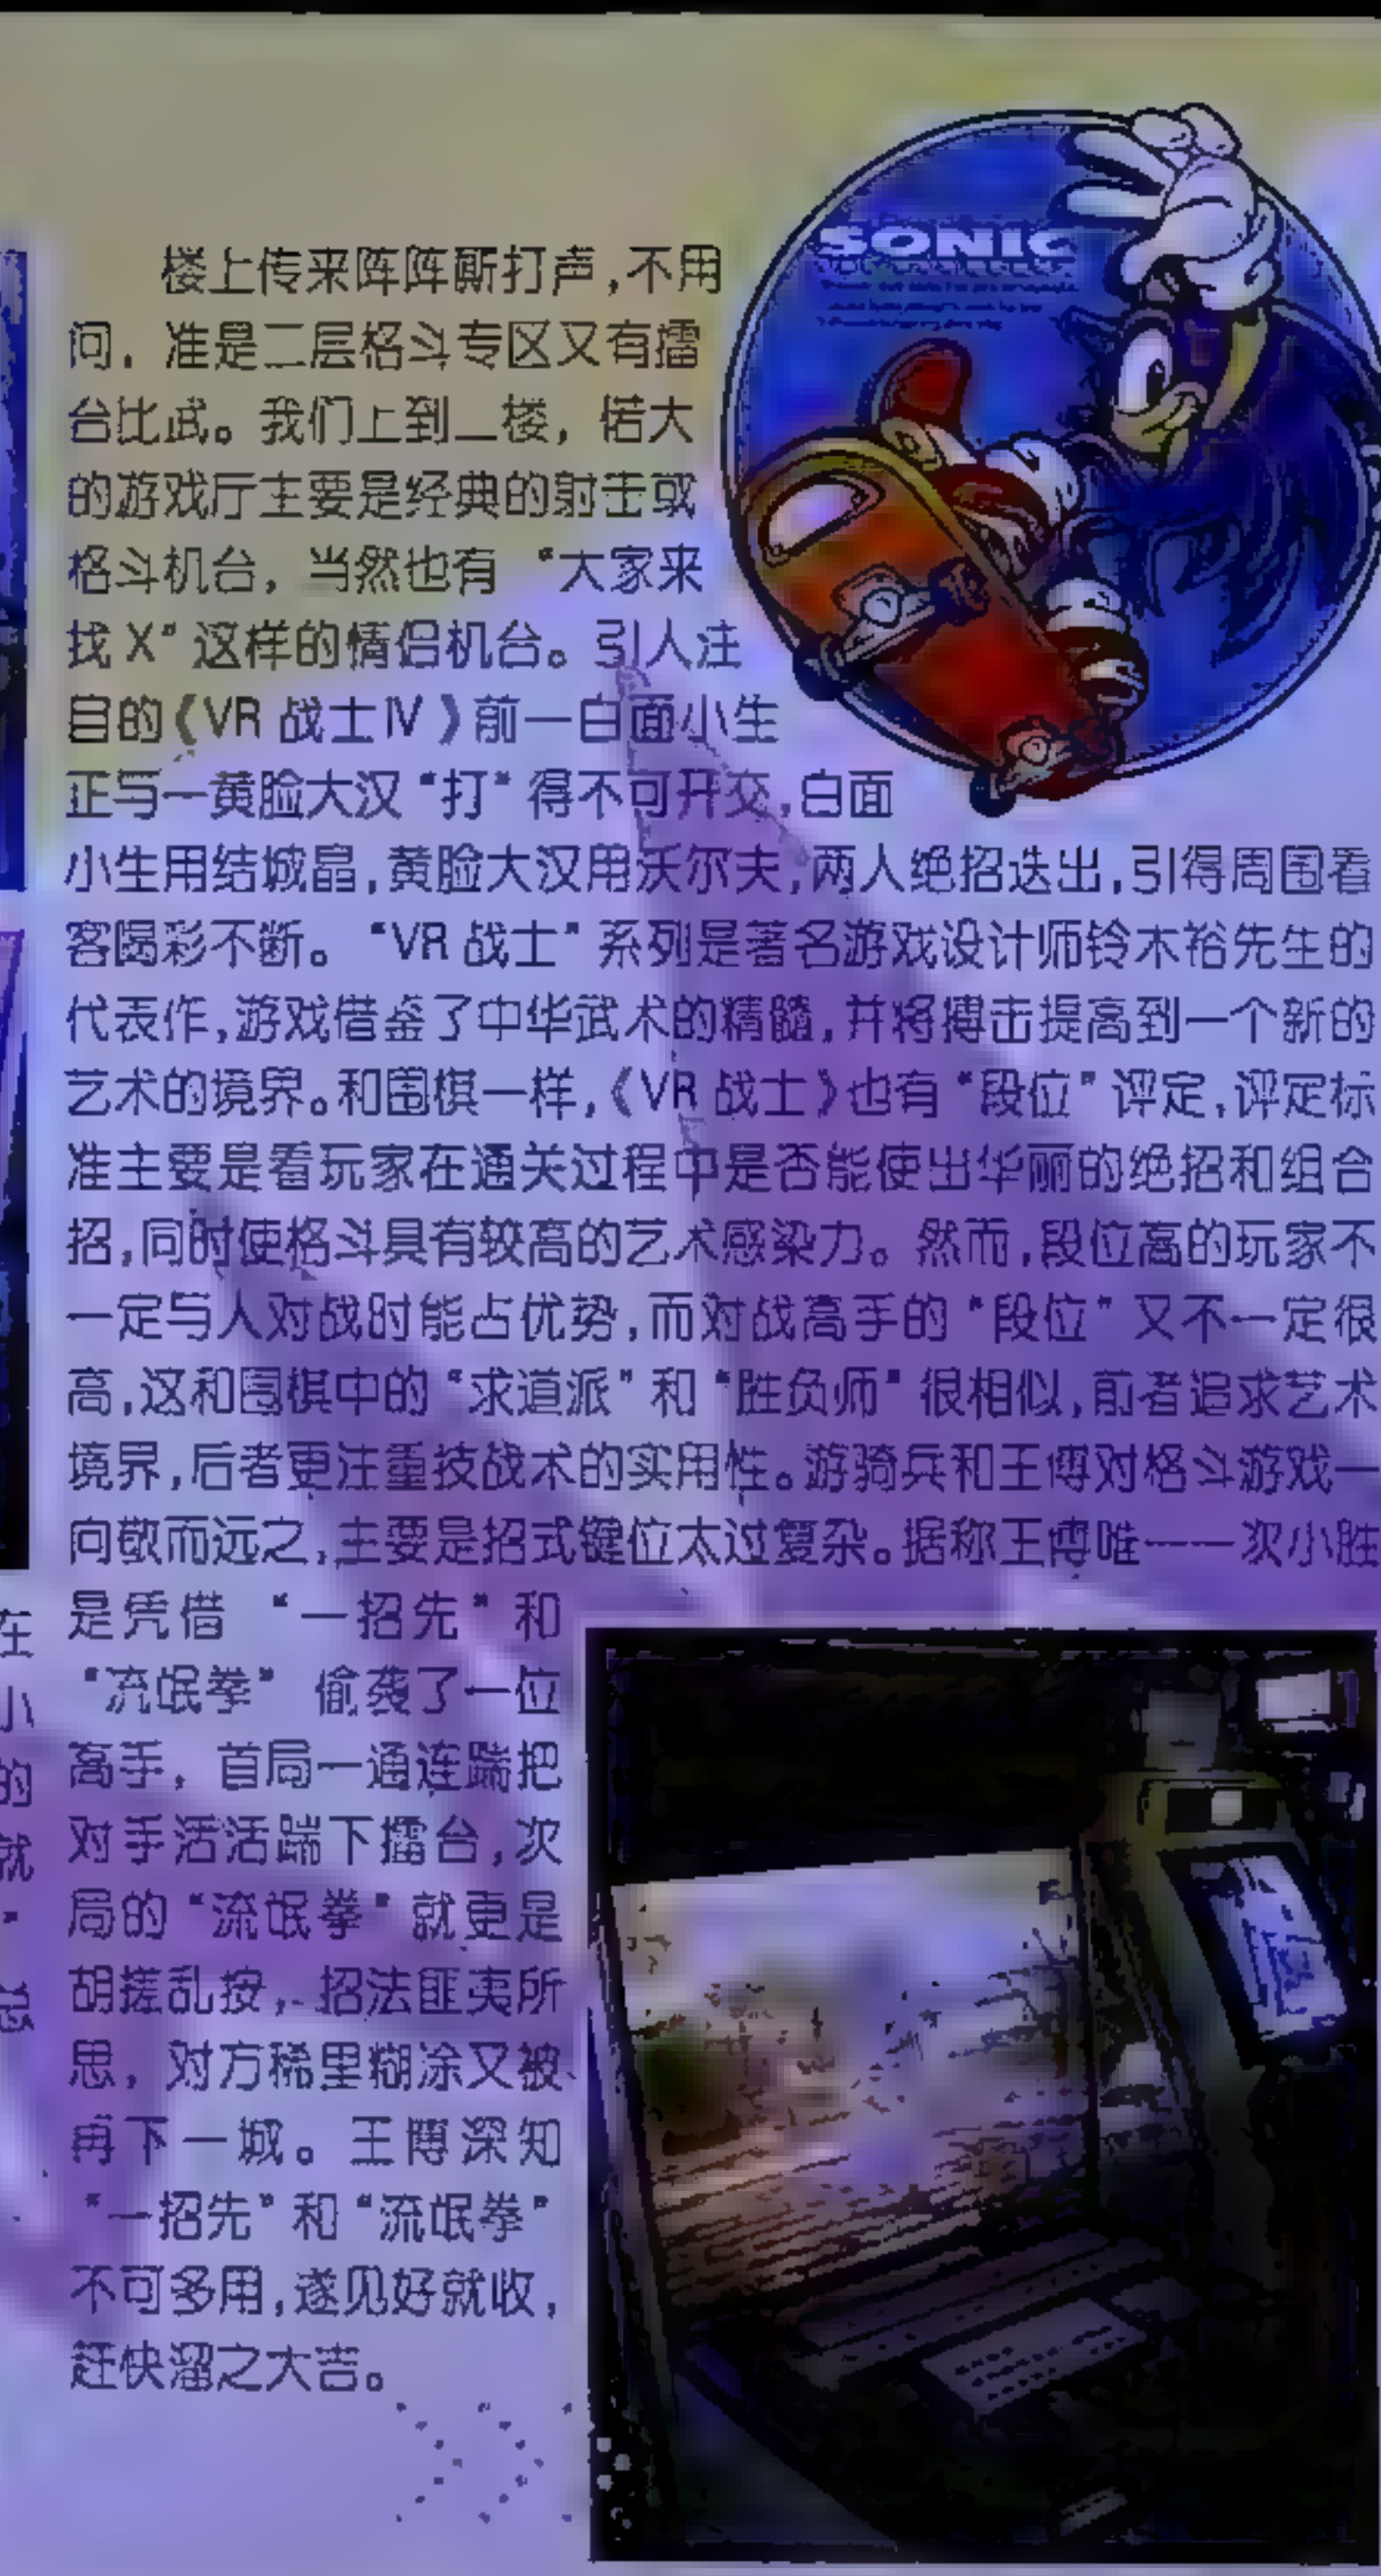 SONIC
楼上传来阵阵厮打声,不用
问，准是二层格斗专区又有擂
台比武。我们上到二楼，偌大
的游戏厅主要是经典的射击或
格斗机台，当然也有“大家来
找X”这样的情侣机台。引人注
目的《VR战士Ⅳ》前一白面小生
正与一黄脸大汉“打”得不可开交,白面
小生用结城晶,黄脸大汉用沃尔夫,两人绝招迭出,引得周围看
客喝彩不断。“VR战士”系列是著名游戏设计师铃木裕先生的
代表作,游戏借鉴了中华武术的精髓,并将搏击提高到一个新的
艺术的境界。和围棋一样,《VR战士》也有“段位”评定,评定标
准主要是看玩家在通关过程中是否能使出华丽的绝招和组合
招,同时使格斗具有较高的艺术感染力。然而,段位高的玩家不
一定与人对战时能占优势,而对战高手的“段位”又不一定很
高,这和围棋中的“求道派”和“胜负师”很相似,前者追求艺术
境界,后者更注重技战术的实用性。游骑兵和王博对格斗游戏一
向敬而远之,主要是招式键位太过复杂。据称王博唯一一次小胜
是凭借“一招先”和
“流氓拳”偷袭了一位
高手，首局一通连踹把
对手活活踹下擂台,次
局的“流氓拳”就更是
胡搓乱按，招法匪夷所
思，对方稀里糊涂又被
再下一城。王博深知
“一招先”和“流氓拳”
不可多用,遂见好就收,
赶快溜之大吉。
在
小
的
就
总